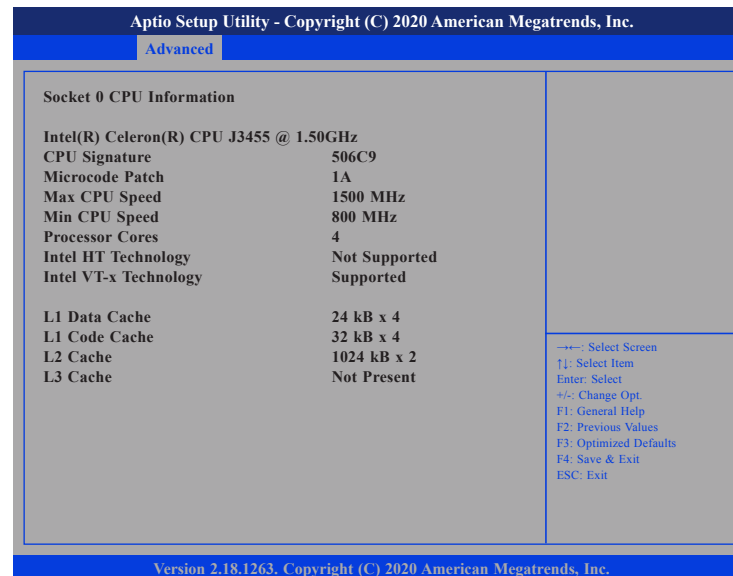 Aptio Setup Utility - Copyright (C) 2020 American Megatrends, Inc.
Advanced
Socket 0 CPU Information
Intel(R) Celeron(R) CPU J3455 @ 1.50GHz
CPU Signature 506C9
Microcode Patch 1A
Max CPU Speed 1500 MHz
Min CPU Speed 800 MHz
Processor Cores 4
Intel HT Technology Not Supported
Intel VT-x Technology Supported
L1 Data Cache 24 kB x 4
L1 Code Cache 32 kB x 4
L2 Cache 1024 kB x 2
L3 Cache Not Present
→←: Select Screen
↑↓: Select Item
Enter: Select
+/-: Change Opt.
F1: General Help
F2: Previous Values
F3: Optimized Defaults
F4: Save & Exit
ESC: Exit
Version 2.18.1263. Copyright (C) 2020 American Megatrends, Inc.